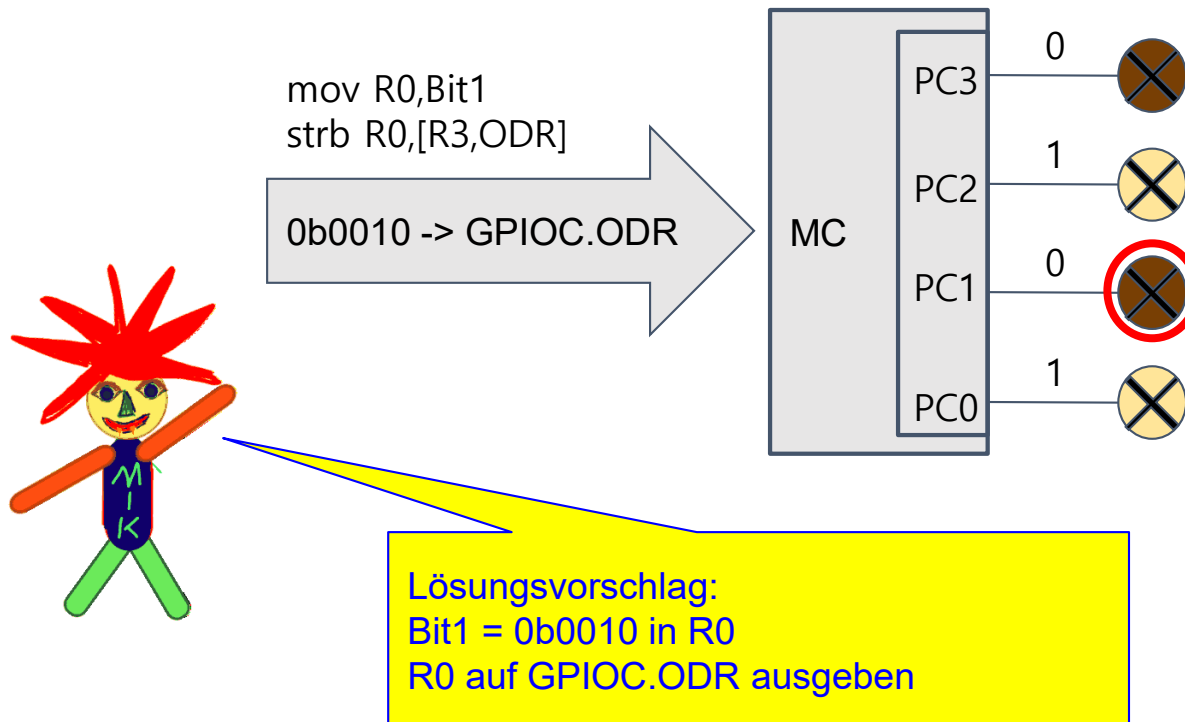 mov R0,Bit1
strb R0,[R3,ODR]
0b0010 -> GPIOC.ODR
MC
PC3
0
PC2
1
PC1
0
PC0
1
M
I
K
Lösungsvorschlag:
Bit1 = 0b0010 in R0
R0 auf GPIOC.ODR ausgeben